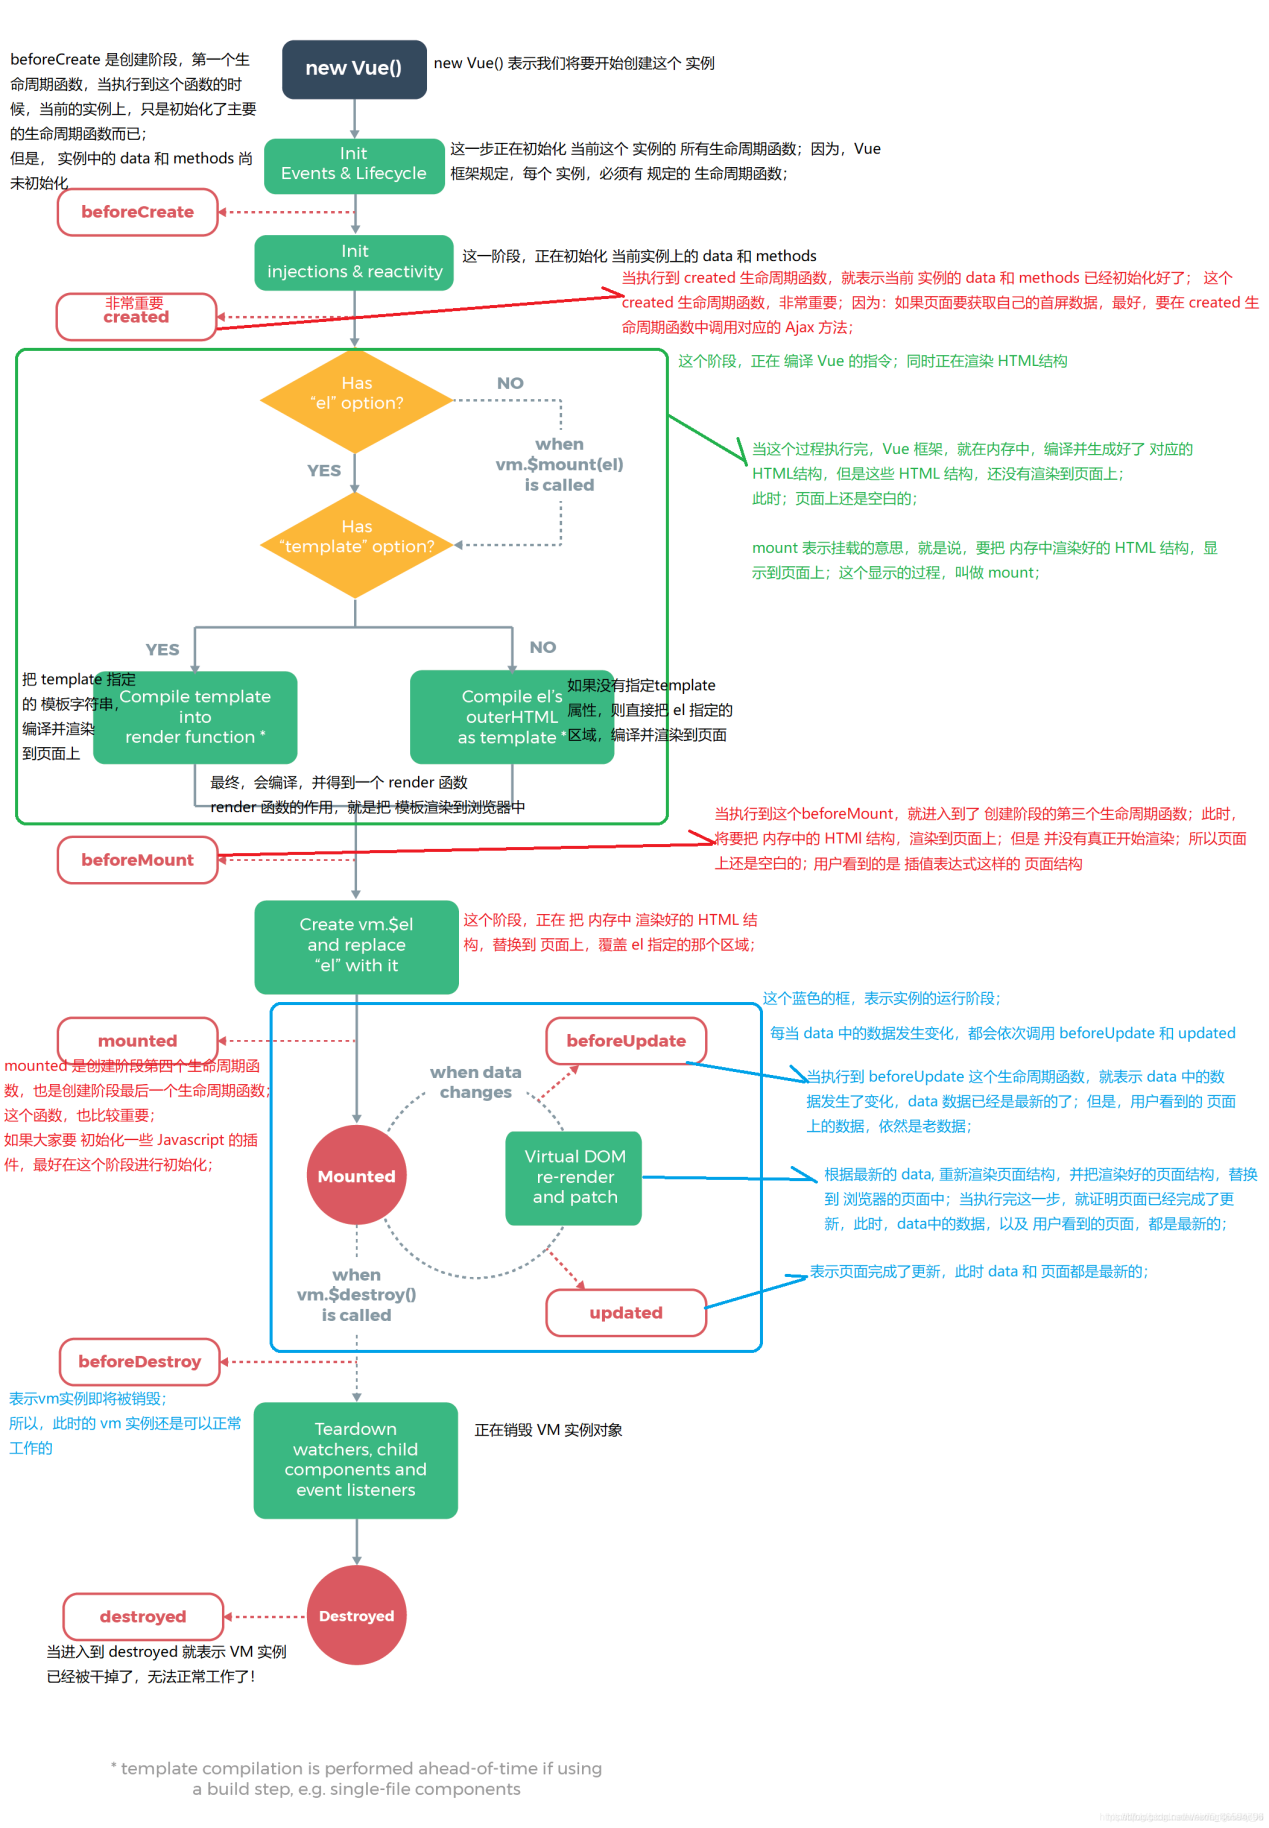 beforeCreate 是创建阶段，第一个生
命周期函数，当执行到这个函数的时
候，当前的实例上，只是初始化了主要
的生命周期函数而已；
但是， 实例中的 data 和 methods 尚
未初始化
new Vue()
new Vue() 表示我们将要开始创建这个 实例
Init
Events & Lifecycle
这一步正在初始化 当前这个 实例的 所有生命周期函数；因为，Vue
框架规定，每个 实例，必须有 规定的 生命周期函数；
beforeCreate
Init
injections & reactivity
这一阶段，正在初始化 当前实例上的 data 和 methods
非常重要
created
当执行到 created 生命周期函数，就表示当前 实例的 data 和 methods 已经初始化好了； 这个
created 生命周期函数，非常重要；因为：如果页面要获取自己的首屏数据，最好，要在 created 生
命周期函数中调用对应的 Ajax 方法；
这个阶段，正在 编译 Vue 的指令；同时正在渲染 HTML结构
Has
“el” option?
NO
when
vm.$mount(el)
is called
YES
当这个过程执行完，Vue 框架，就在内存中，编译并生成好了 对应的
HTML结构，但是这些 HTML 结构，还没有渲染到页面上；
此时；页面上还是空白的；
Has
“template” option?
mount 表示挂载的意思，就是说，要把 内存中渲染好的 HTML 结构，显
示到页面上；这个显示的过程，叫做 mount；
YES
NO
把 template 指定
的 模板字符串，
编译并渲染
到页面上
Compile template
into
render function *
Compile el’s
outerHTML
as template *
如果没有指定template
属性，则直接把 el 指定的
区域，编译并渲染到页面
最终，会编译，并得到一个 render 函数
render 函数的作用，就是把 模板渲染到浏览器中
beforeMount
当执行到这个beforeMount，就进入到了 创建阶段的第三个生命周期函数；此时，
将要把 内存中的 HTMl 结构，渲染到页面上；但是 并没有真正开始渲染；所以页面
上还是空白的；用户看到的是 插值表达式这样的 页面结构
Create vm.$el
and replace
“el” with it
这个阶段，正在 把 内存中 渲染好的 HTML 结
构，替换到 页面上，覆盖 el 指定的那个区域；
这个蓝色的框，表示实例的运行阶段；
每当 data 中的数据发生变化，都会依次调用 beforeUpdate 和 updated
mounted
mounted 是创建阶段第四个生命周期函
数，也是创建阶段最后一个生命周期函数；
这个函数，也比较重要；
如果大家要 初始化一些 Javascript 的插
件，最好在这个阶段进行初始化；
beforeUpdate
when data
changes
当执行到 beforeUpdate 这个生命周期函数，就表示 data 中的数
据发生了变化，data 数据已经是最新的了；但是，用户看到的 页面
上的数据，依然是老数据；
Mounted
Virtual DOM
re-render
and patch
根据最新的 data, 重新渲染页面结构，并把渲染好的页面结构，替换
到 浏览器的页面中；当执行完这一步，就证明页面已经完成了更
新，此时，data中的数据，以及 用户看到的页面，都是最新的；
when
vm.$destroy()
is called
updated
表示页面完成了更新，此时 data 和 页面都是最新的；
beforeDestroy
表示vm实例即将被销毁；
所以，此时的 vm 实例还是可以正常
工作的
Teardown
watchers, child
components and
event listeners
正在销毁 VM 实例对象
destroyed
Destroyed
当进入到 destroyed 就表示 VM 实例
已经被干掉了，无法正常工作了！
* template compilation is performed ahead-of-time if using
a build step, e.g. single-file components